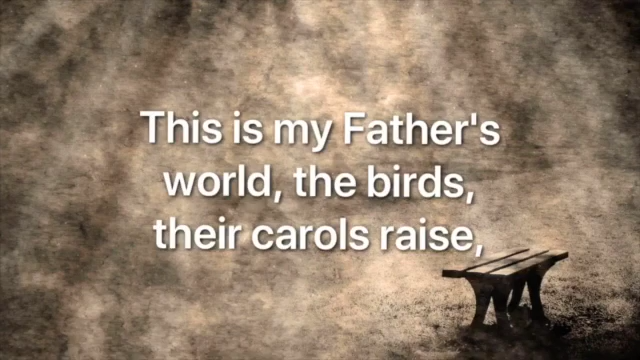 This is my Father's
world, the birds,
their carols raise,